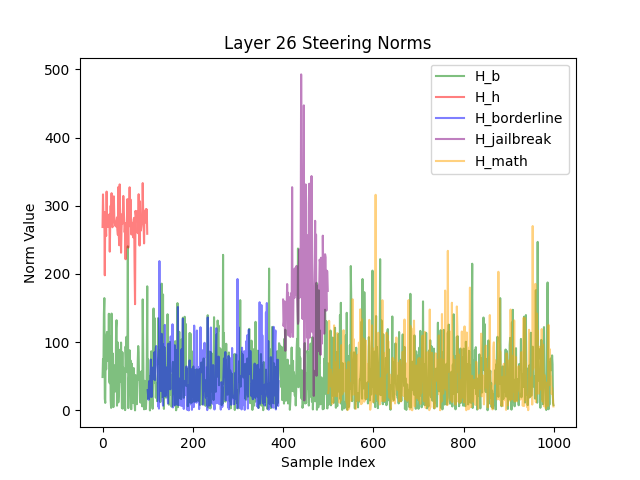 Layer 26 Steering Norms
H_b
H_h
H_borderline
H_jailbreak
H_math
500
400
300
200
100
0
Norm Value
0
200
400
600
800
1000
Sample Index